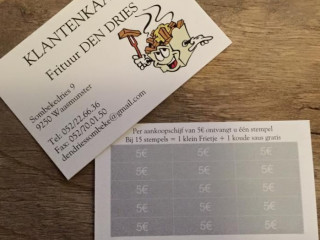 KLANTENKA
Frituur DEN DRIES
Sombekedries 9
9250 Waasmunster
Tel: 052/22.66.36
Fax: 052/70.01.50
dendriessombeke@gmail.com
Per aankoopschijf van 5€ ontvangt u één stempel
Bij 15 stempels = 1 klein Frietje + 1 koude saus gratis
5€ 5€ 5€
5€ 5€ 5€
5€ 5€ 5€
5€ 5€ 5€
5€ 5€ 5€